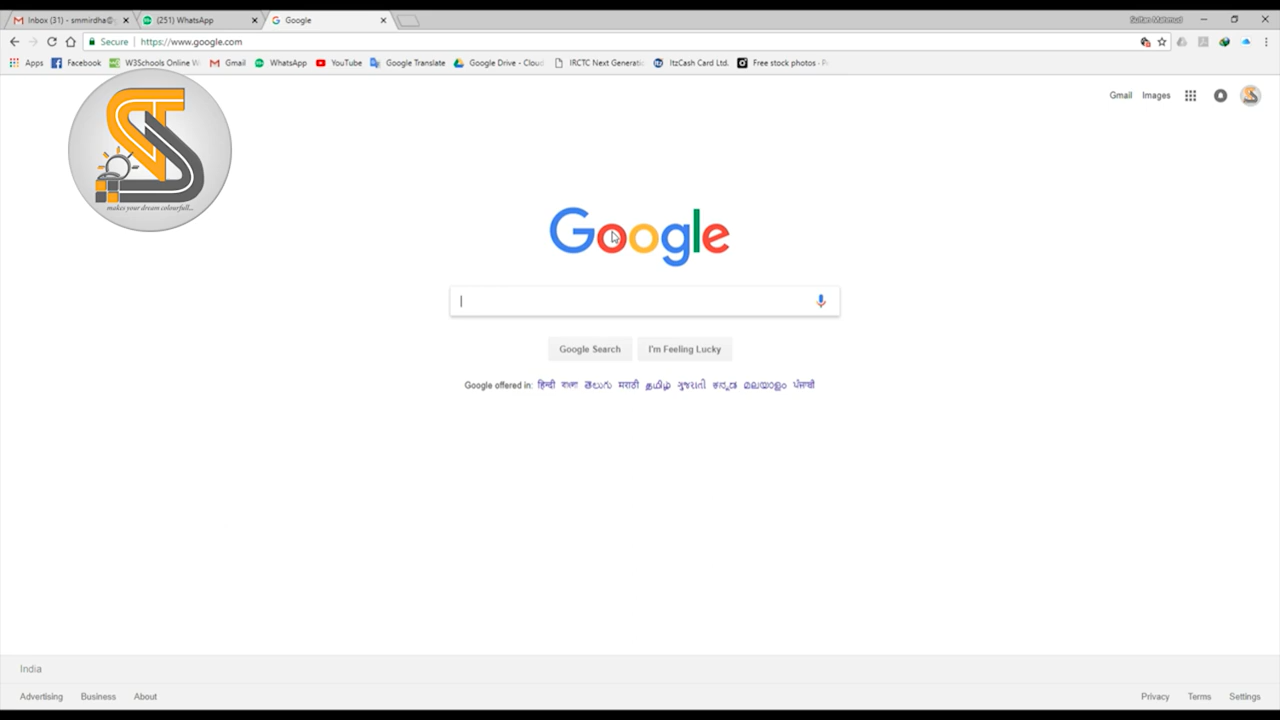 Inbox (31) - smmirdha@g
(251) WhatsApp
Google
Sultan Mahmud
Secure
https://www.google.com
Apps
Facebook
W3Schools Online W
Gmail
WhatsApp
YouTube
Google Translate
Google Drive - Cloud
IRCTC Next Generati
ItzCash Card Ltd.
Free stock photos - P
Gmail
Images
makes your dream colourfull...
Google
Google Search
I'm Feeling Lucky
Google offered in: हिन्दी বাংলা తెలుగు मराठी தமிழ் ગુજરાતી ಕನ್ನಡ മലയാളം ਪੰਜਾਬੀ
India
Advertising
Business
About
Privacy
Terms
Settings